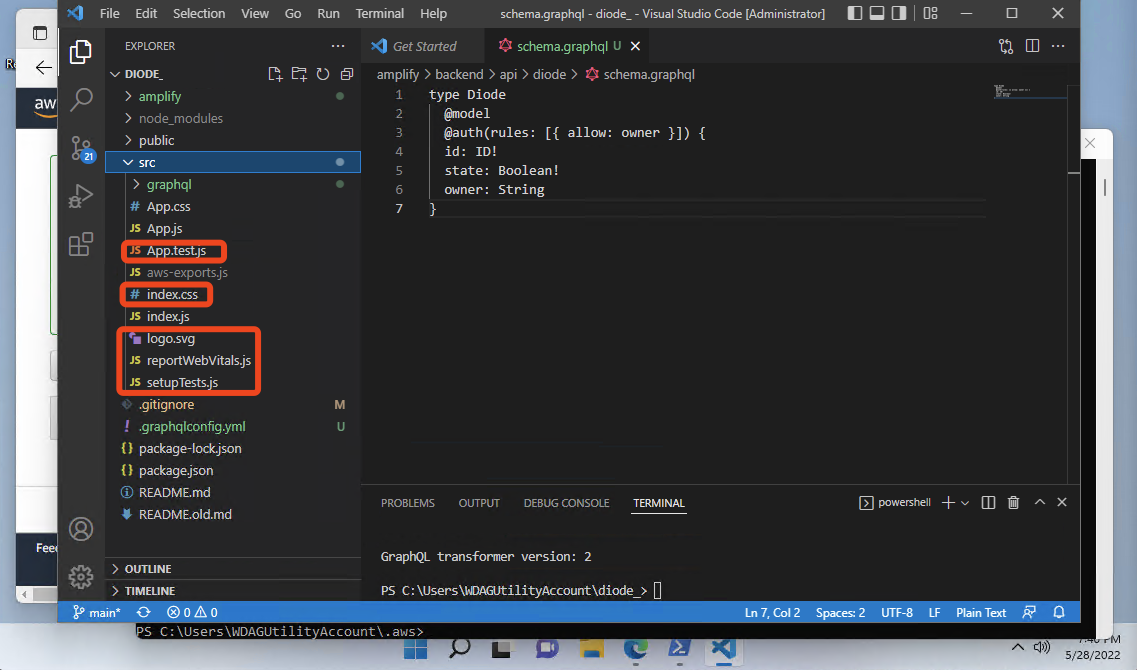 File Edit Selection View Go Run Terminal Help schema.graphql - diode_ - Visual Studio Code [Administrator]
EXPLORER
Get Started
schema.graphql U
DIODE_
amplify > backend > api > diode > schema.graphql
aws
amplify
node_modules
public
src
graphql
# App.css
JS App.js
JS App.test.js
JS aws-exports.js
# index.css
JS index.js
logo.svg
JS reportWebVitals.js
JS setupTests.js
.gitignore M
! .graphqlconfig.yml U
{} package-lock.json
{} package.json
README.md
README.old.md
21
1 type Diode
2 @model
3 @auth(rules: [{ allow: owner }]) {
4 id: ID!
5 state: Boolean!
6 owner: String
7 }
PROBLEMS OUTPUT DEBUG CONSOLE TERMINAL
powershell
GraphQL transformer version: 2
PS C:\Users\WDAGUtilityAccount\diode_>
OUTLINE
TIMELINE
main* 0 0 Ln 7, Col 2 Spaces: 2 UTF-8 LF Plain Text
PS C:\Users\WDAGUtilityAccount\.aws>
7:40 PM
5/28/2022